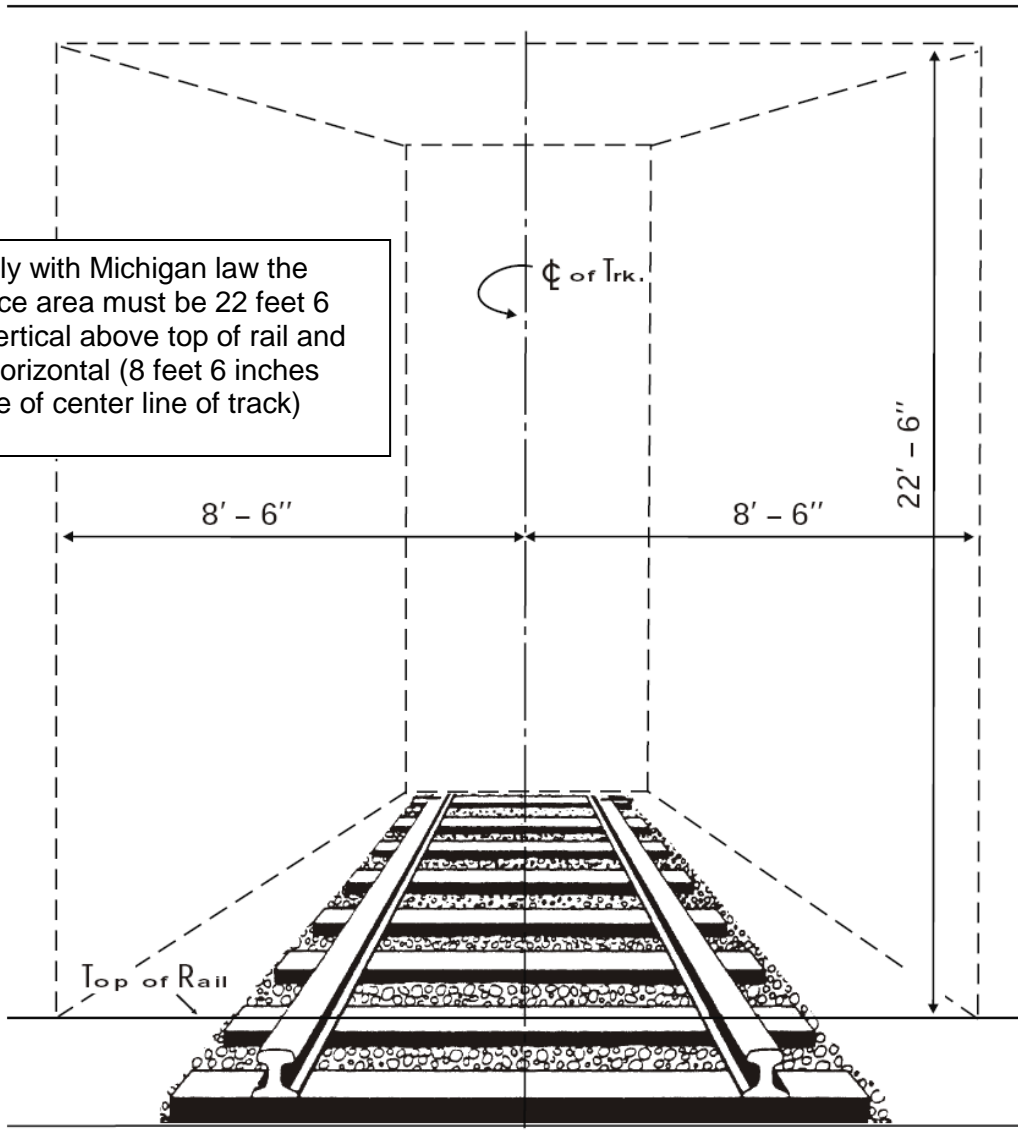 ly with Michigan law the
ce area must be 22 feet 6
ertical above top of rail and
orizontal (8 feet 6 inches
e of center line of track)
℄ of Trk.
8' – 6"
8' – 6"
22' – 6"
Top of Rail